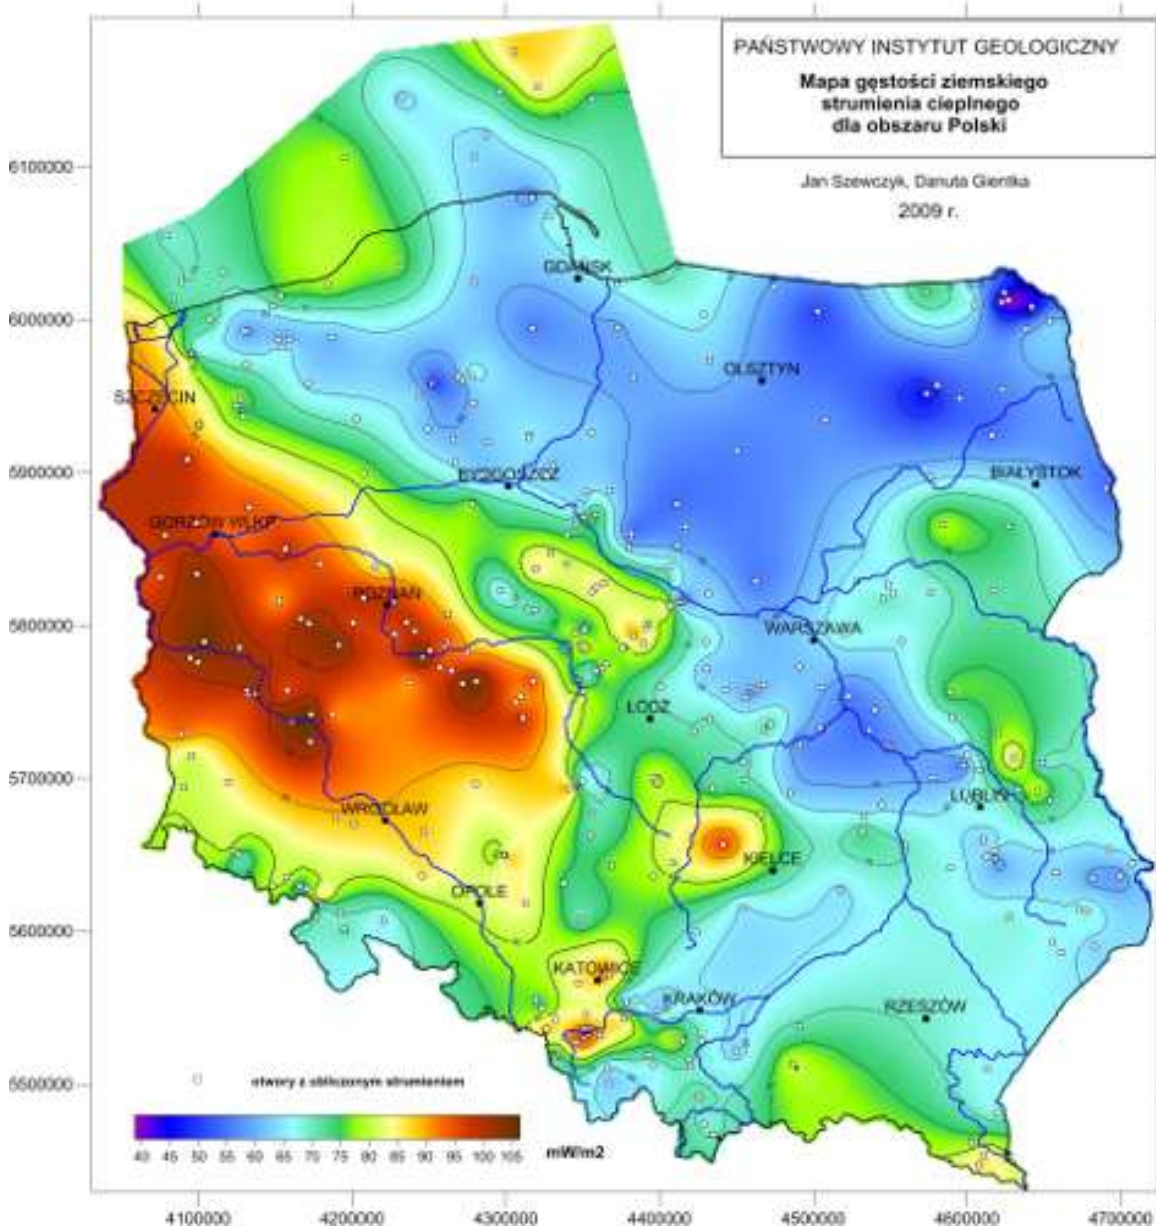 PAŃSTWOWY INSTYTUT GEOLOGICZNY
Mapa gęstości ziemskiego
strumienia cieplnego
dla obszaru Polski
Jan Szewczyk, Danuta Gientka
2009 r.
6100000
6000000
5900000
5800000
5700000
5600000
5500000
GDAŃSK
OLSZTYN
SZCZECIN
BYDGOSZCZ
BIAŁYSTOK
GORZÓW WLKP
POZNAŃ
WARSZAWA
ŁÓDŹ
WROCŁAW
LUBLIN
KIELCE
OPOLE
KATOWICE
KRAKÓW
RZESZÓW
otwory z obliczonym strumieniem
40 45 50 55 60 65 70 75 80 85 90 95 100 105 mW/m2
4100000 4200000 4300000 4400000 4500000 4600000 4700000